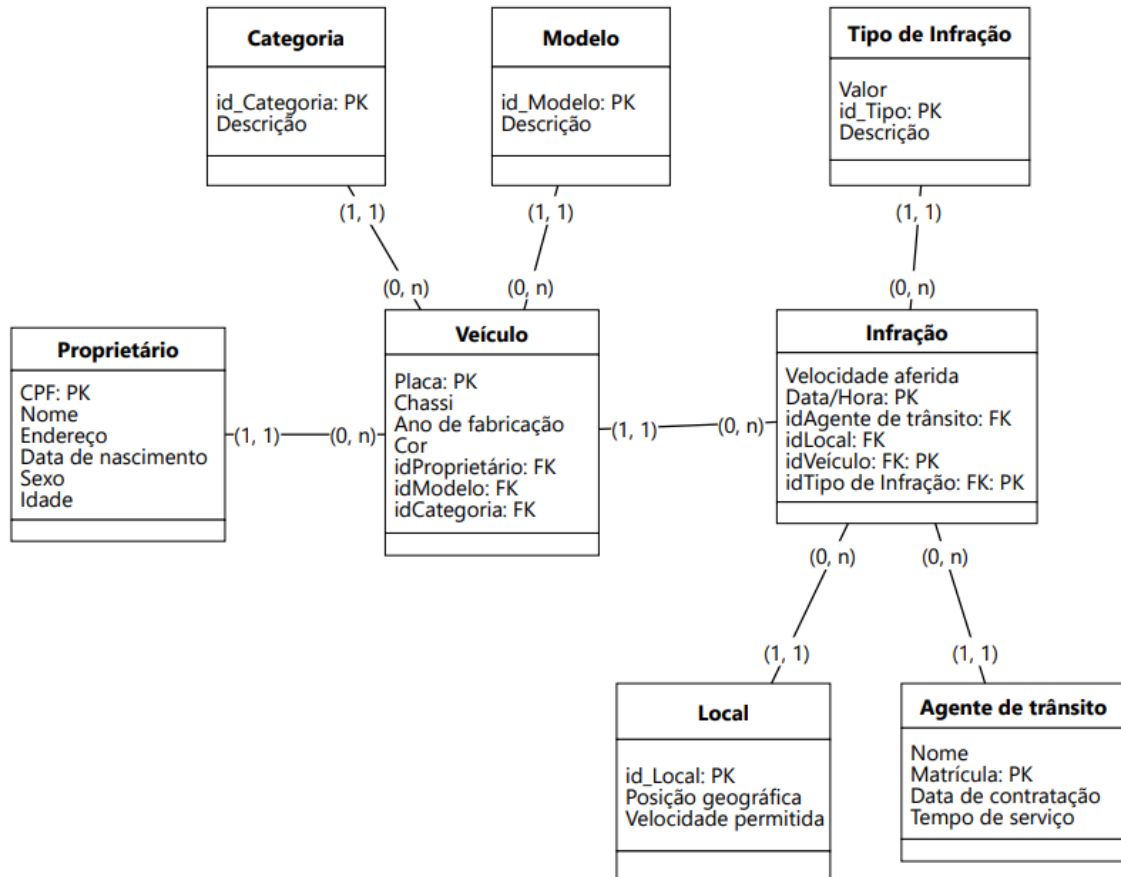 Categoria
id_Categoria: PK
Descrição
Modelo
id_Modelo: PK
Descrição
Tipo de Infração
Valor
id_Tipo: PK
Descrição
(1, 1)
(1, 1)
(1, 1)
(0, n)
(0, n)
(0, n)
Proprietário
CPF: PK
Nome
Endereço
Data de nascimento
Sexo
Idade
(1, 1)
(0, n)
Veículo
Placa: PK
Chassi
Ano de fabricação
Cor
idProprietário: FK
idModelo: FK
idCategoria: FK
(1, 1)
(0, n)
Infração
Velocidade aferida
Data/Hora: PK
idAgente de trânsito: FK
idLocal: FK
idVeículo: FK: PK
idTipo de Infração: FK: PK
(0, n)
(0, n)
(1, 1)
(1, 1)
Local
id_Local: PK
Posição geográfica
Velocidade permitida
Agente de trânsito
Nome
Matrícula: PK
Data de contratação
Tempo de serviço